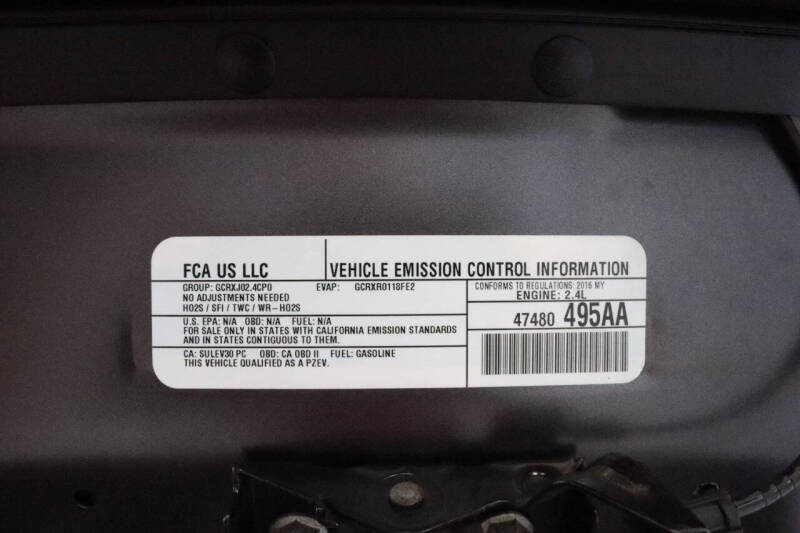 FCA US LLC VEHICLE EMISSION CONTROL INFORMATION
GROUP: GCRXJ02.4CP0 EVAP: GCRXR0118FE2
NO ADJUSTMENTS NEEDED
HO2S / SFI / TWC / WR-HO2S
U.S. EPA: N/A OBD: N/A FUEL: N/A
FOR SALE ONLY IN STATES WITH CALIFORNIA EMISSION STANDARDS
AND IN STATES CONTIGUOUS TO THEM.
CA: SULEV30 PC OBD: CA OBD II FUEL: GASOLINE
THIS VEHICLE QUALIFIED AS A PZEV.
CONFORMS TO REGULATIONS: 2016 MY
ENGINE: 2.4L
47480 495AA